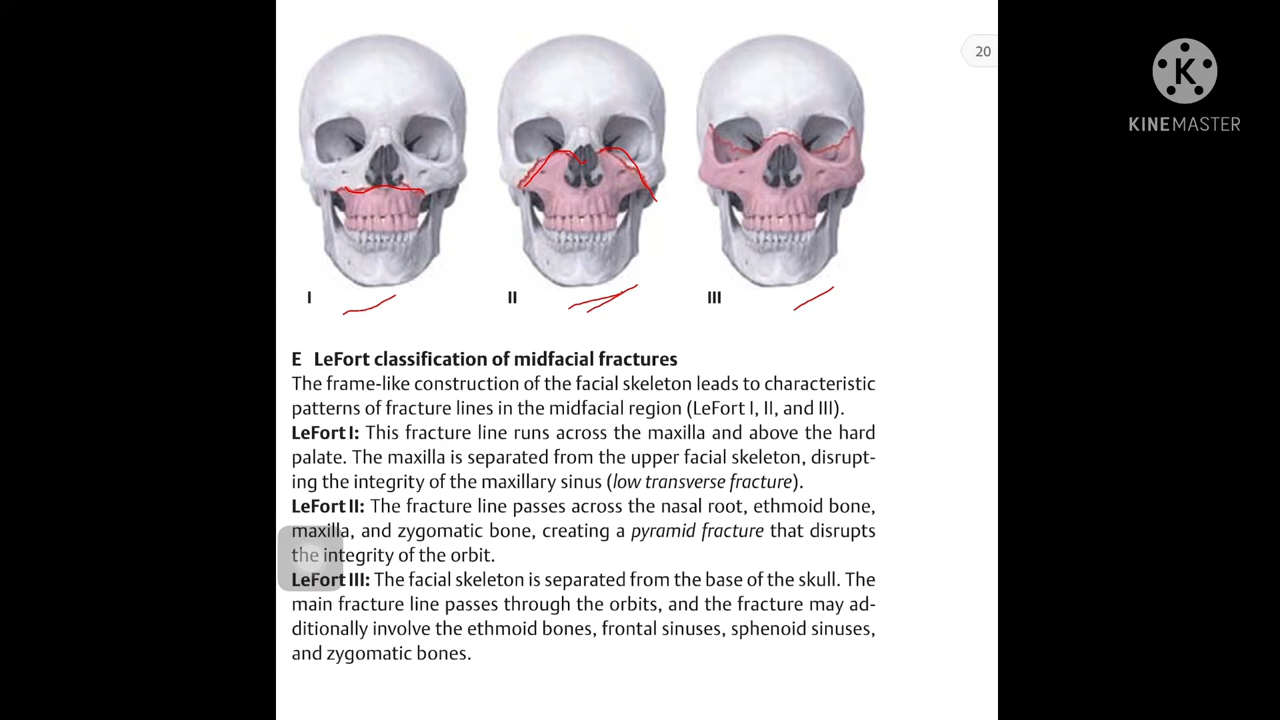 20
K
KINEMASTER
I II III
E LeFort classification of midfacial fractures
The frame-like construction of the facial skeleton leads to characteristic
patterns of fracture lines in the midfacial region (LeFort I, II, and III).
LeFort I: This fracture line runs across the maxilla and above the hard
palate. The maxilla is separated from the upper facial skeleton, disrupt-
ing the integrity of the maxillary sinus (low transverse fracture).
LeFort II: The fracture line passes across the nasal root, ethmoid bone,
maxilla, and zygomatic bone, creating a pyramid fracture that disrupts
the integrity of the orbit.
LeFort III: The facial skeleton is separated from the base of the skull. The
main fracture line passes through the orbits, and the fracture may ad-
ditionally involve the ethmoid bones, frontal sinuses, sphenoid sinuses,
and zygomatic bones.